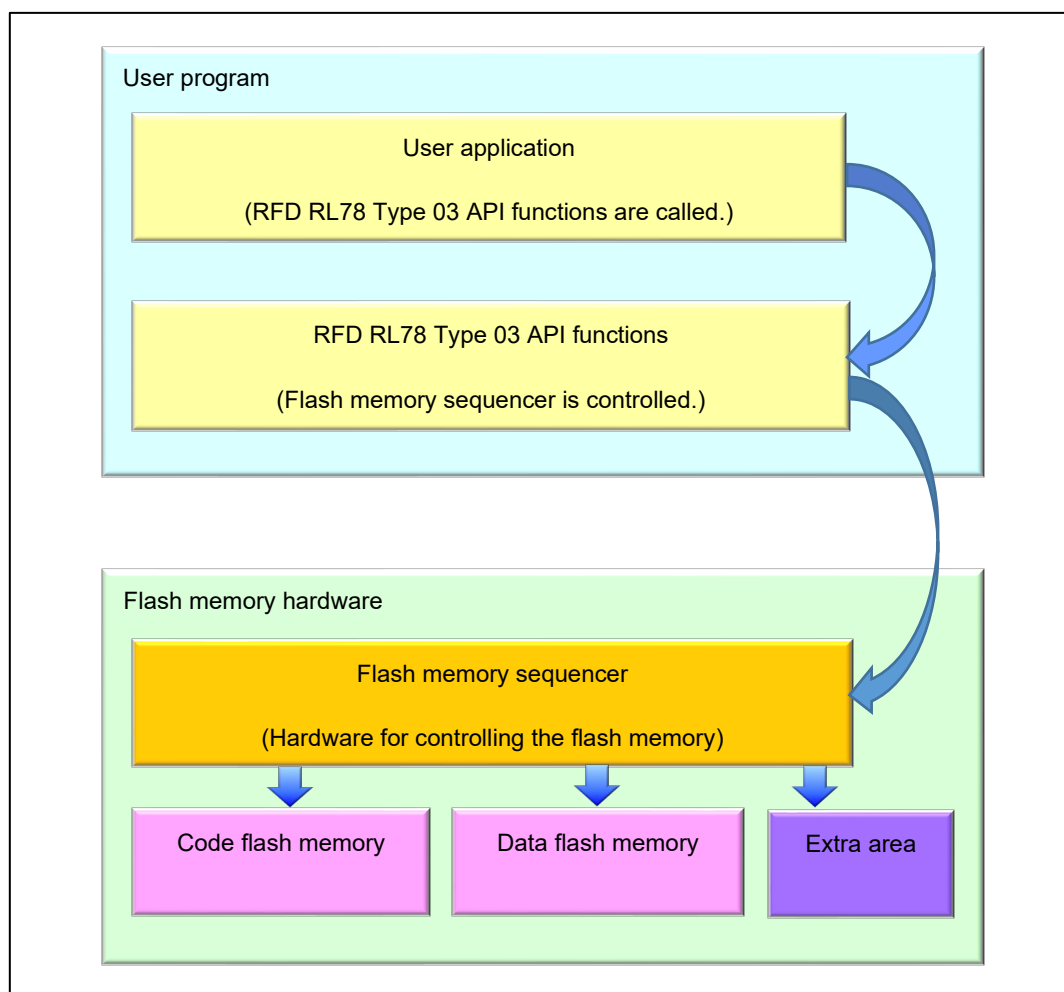 User program
User application
(RFD RL78 Type 03 API functions are called.)
RFD RL78 Type 03 API functions
(Flash memory sequencer is controlled.)
Flash memory hardware
Flash memory sequencer
(Hardware for controlling the flash memory)
Code flash memory
Data flash memory
Extra area